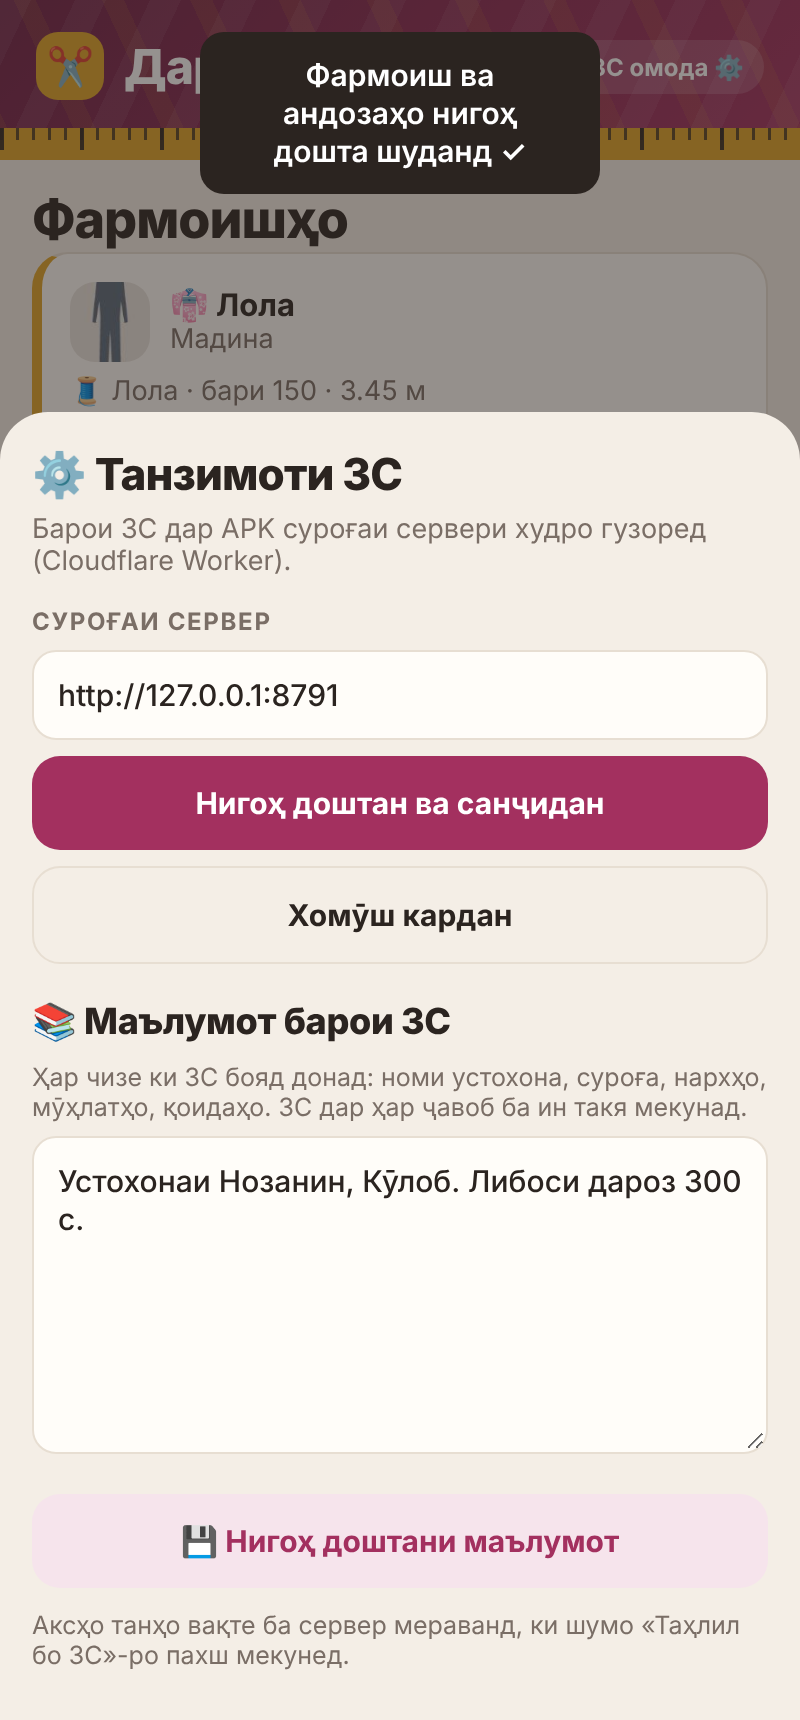 Дар
ЗС омода ⚙️
Фармоиш ва
андозаҳо нигоҳ
дошта шуданд ✓
Фармоишҳо
👘 Лола
Мадина
🧵 Лола · бари 150 · 3.45 м
⚙️ Танзимоти ЗС
Барои ЗС дар APK суроғаи сервери худро гузоред
(Cloudflare Worker).
СУРОҒАИ СЕРВЕР
http://127.0.0.1:8791
Нигоҳ доштан ва санҷидан
Хомӯш кардан
📚 Маълумот барои ЗС
Ҳар чизе ки ЗС бояд донад: номи устохона, суроға, нархҳо,
мӯҳлатҳо, қоидаҳо. ЗС дар ҳар ҷавоб ба ин такя мекунад.
Устохонаи Нозанин, Кӯлоб. Либоси дароз 300
с.
💾 Нигоҳ доштани маълумот
Аксҳо танҳо вақте ба сервер мераванд, ки шумо «Таҳлил
бо ЗС»-ро пахш мекунед.